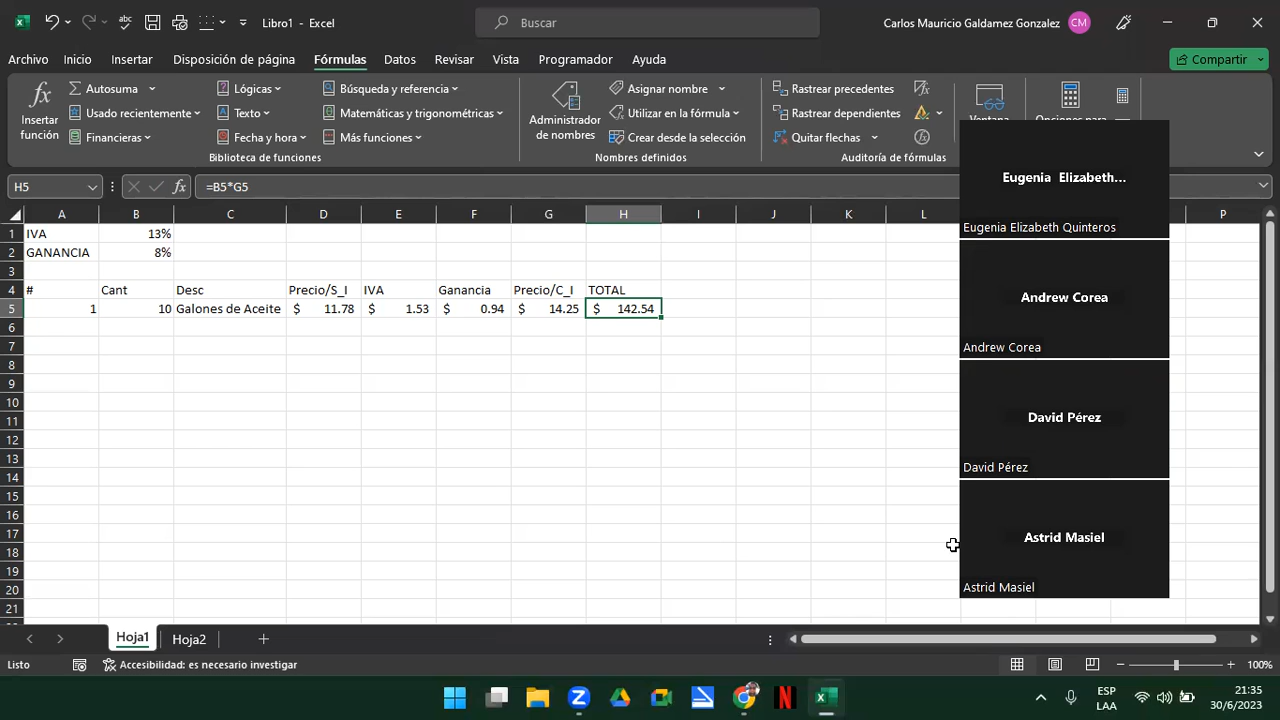 Libro1 - Excel
Buscar
Carlos Mauricio Galdamez Gonzalez CM
Archivo Inicio Insertar Disposición de página Fórmulas Datos Revisar Vista Programador Ayuda
Compartir
Insertar función
Autosuma
Usado recientemente
Financieras
Lógicas
Texto
Fecha y hora
Búsqueda y referencia
Matemáticas y trigonométricas
Más funciones
Biblioteca de funciones
Administrador de nombres
Asignar nombre
Utilizar en la fórmula
Crear desde la selección
Nombres definidos
Rastrear precedentes
Rastrear dependientes
Quitar flechas
Auditoría de fórmulas
H5 fx =B5*G5
A B C D E F G H I J K L P
1 IVA 13%
2 GANANCIA 8%
3
4 # Cant Desc Precio/S_I IVA Ganancia Precio/C_I TOTAL
5 1 10 Galones de Aceite $ 11.78 $ 1.53 $ 0.94 $ 14.25 $ 142.54
6
7
8
9
10
11
12
13
14
15
16
17
18
19
20
21
Eugenia Elizabeth...
Eugenia Elizabeth Quinteros
Andrew Corea
Andrew Corea
David Pérez
David Pérez
Astrid Masiel
Astrid Masiel
Hoja1 Hoja2
Listo
Accesibilidad: es necesario investigar
100%
ESP
LAA
21:35
30/6/2023